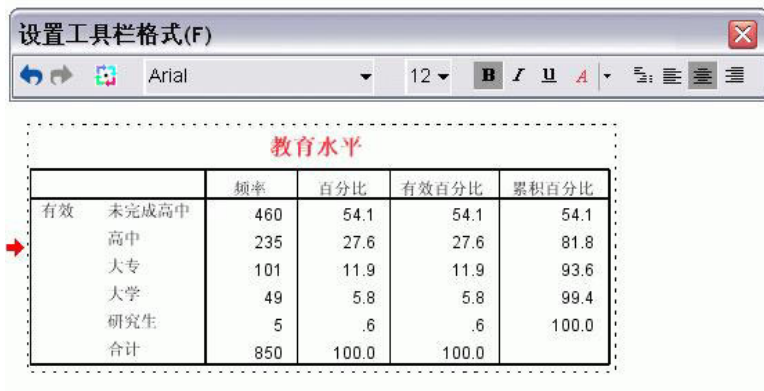 设置工具栏格式(F)
Arial 12 B I U A
教育水平
频率 百分比 有效百分比 累积百分比
有效 未完成高中 460 54.1 54.1 54.1
高中 235 27.6 27.6 81.8
大专 101 11.9 11.9 93.6
大学 49 5.8 5.8 99.4
研究生 5 .6 .6 100.0
合计 850 100.0 100.0